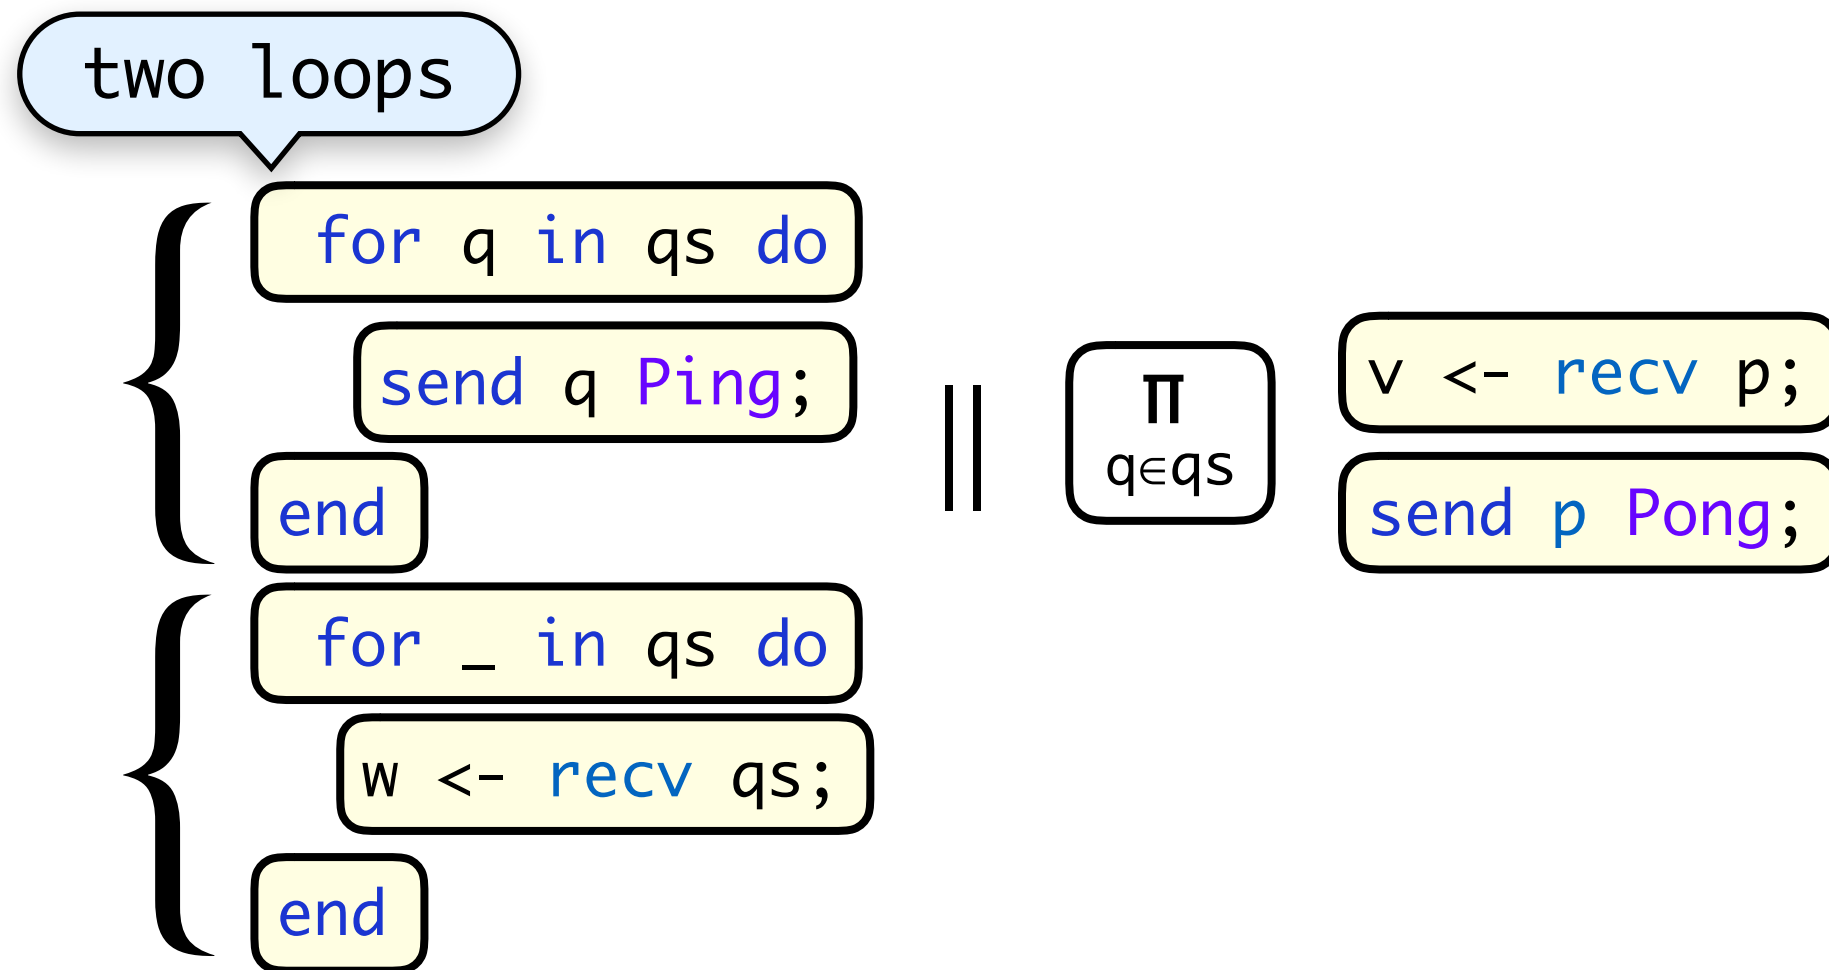 two loops
for q in qs do
send q Ping;
end
for _ in qs do
w <- recv qs;
end
||
Π
q∈qs
v <- recv p;
send p Pong;